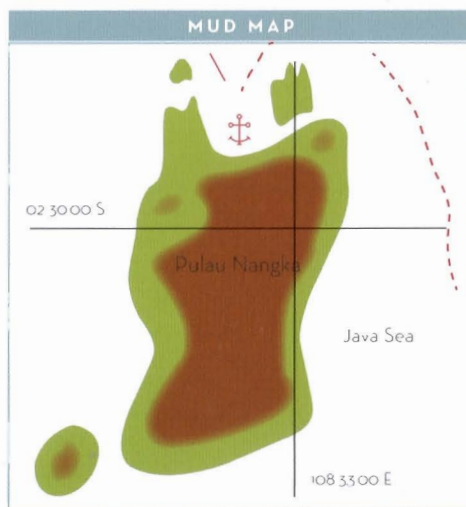 MUD MAP
02 30 00 S
Pulau Nangka
Java Sea
108 33 00 E